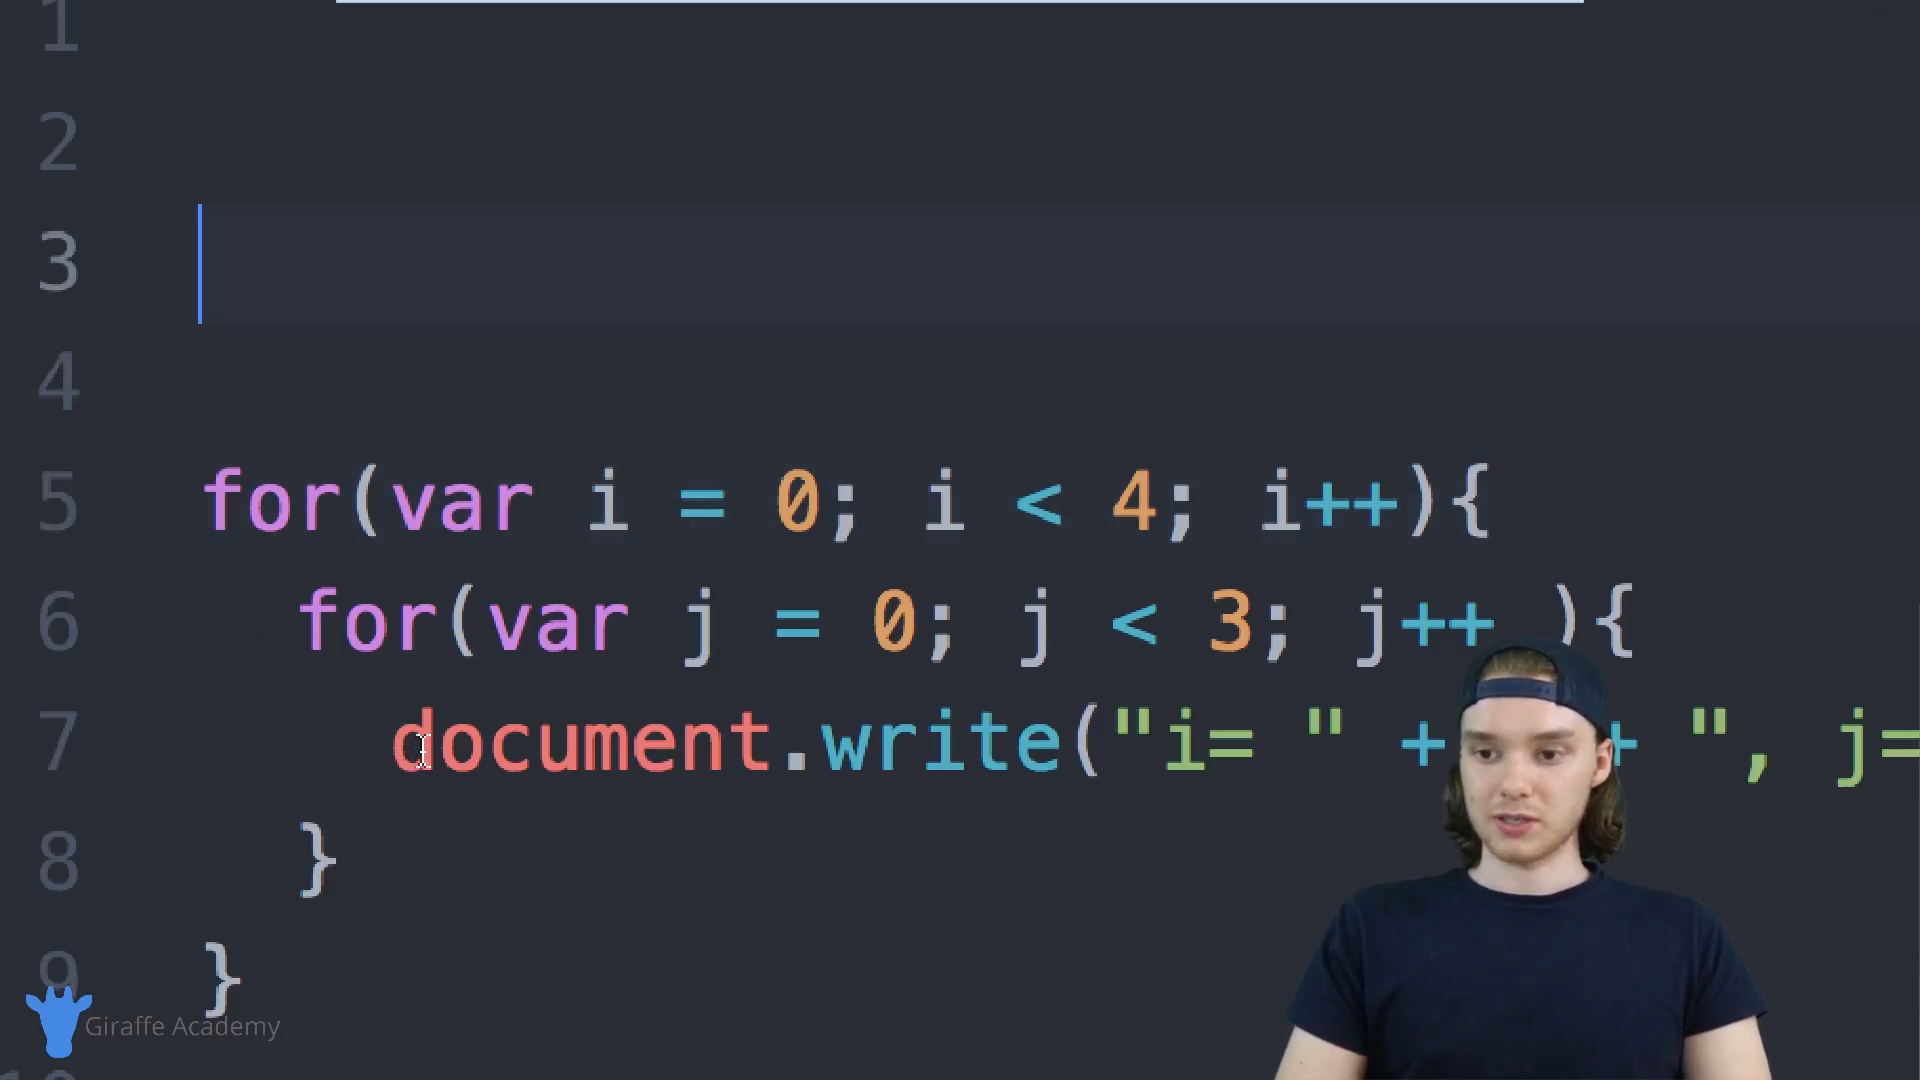 1
2
3
4
5 for(var i = 0; i < 4; i++){
6 for(var j = 0; j < 3; j++ ){
7 document.write("i= " + + ", j=
8 }
9 }
Giraffe Academy
10